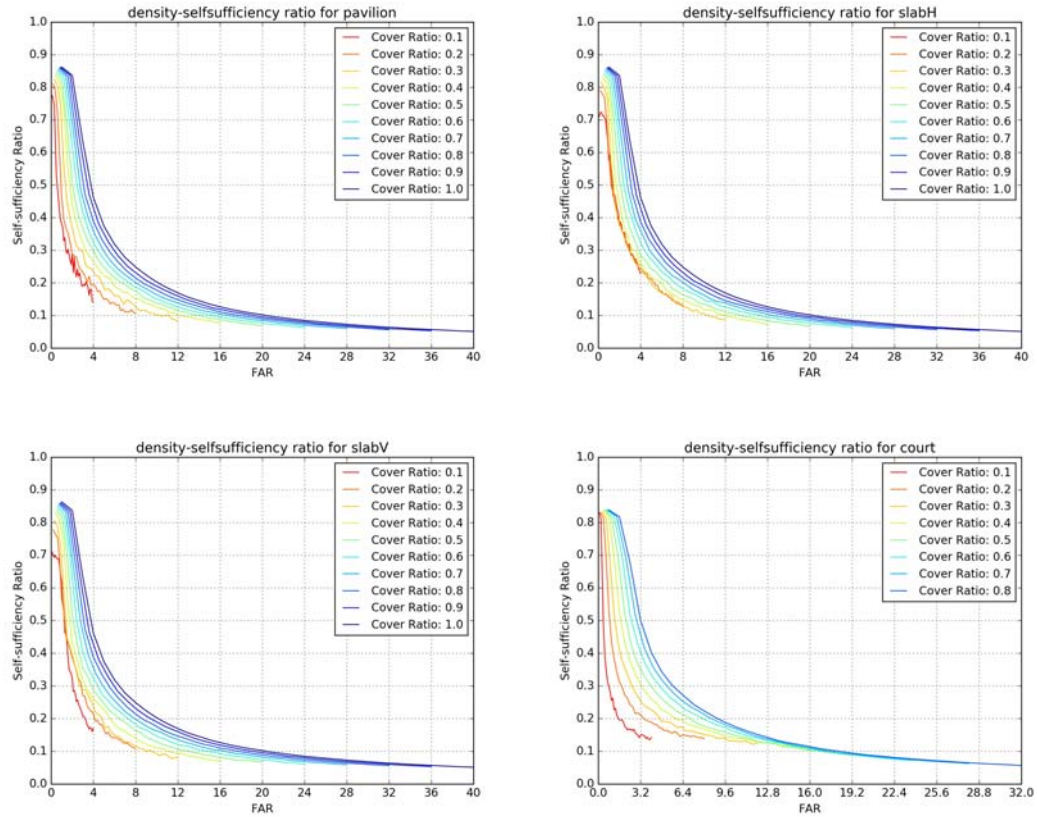 density-selfsufficiency ratio for pavilion
1.0
0.9
0.8
0.7
0.6
0.5
0.4
0.3
0.2
0.1
0.0
Self-sufficiency Ratio
Cover Ratio: 0.1
Cover Ratio: 0.2
Cover Ratio: 0.3
Cover Ratio: 0.4
Cover Ratio: 0.5
Cover Ratio: 0.6
Cover Ratio: 0.7
Cover Ratio: 0.8
Cover Ratio: 0.9
Cover Ratio: 1.0
0 4 8 12 16 20 24 28 32 36 40
FAR
density-selfsufficiency ratio for slabH
1.0
0.9
0.8
0.7
0.6
0.5
0.4
0.3
0.2
0.1
0.0
Self-sufficiency Ratio
Cover Ratio: 0.1
Cover Ratio: 0.2
Cover Ratio: 0.3
Cover Ratio: 0.4
Cover Ratio: 0.5
Cover Ratio: 0.6
Cover Ratio: 0.7
Cover Ratio: 0.8
Cover Ratio: 0.9
Cover Ratio: 1.0
0 4 8 12 16 20 24 28 32 36 40
FAR
density-selfsufficiency ratio for slabV
1.0
0.9
0.8
0.7
0.6
0.5
0.4
0.3
0.2
0.1
0.0
Self-sufficiency Ratio
Cover Ratio: 0.1
Cover Ratio: 0.2
Cover Ratio: 0.3
Cover Ratio: 0.4
Cover Ratio: 0.5
Cover Ratio: 0.6
Cover Ratio: 0.7
Cover Ratio: 0.8
Cover Ratio: 0.9
Cover Ratio: 1.0
0 4 8 12 16 20 24 28 32 36 40
FAR
density-selfsufficiency ratio for court
1.0
0.9
0.8
0.7
0.6
0.5
0.4
0.3
0.2
0.1
0.0
Self-sufficiency Ratio
Cover Ratio: 0.1
Cover Ratio: 0.2
Cover Ratio: 0.3
Cover Ratio: 0.4
Cover Ratio: 0.5
Cover Ratio: 0.6
Cover Ratio: 0.7
Cover Ratio: 0.8
0.0 3.2 6.4 9.6 12.8 16.0 19.2 22.4 25.6 28.8 32.0
FAR